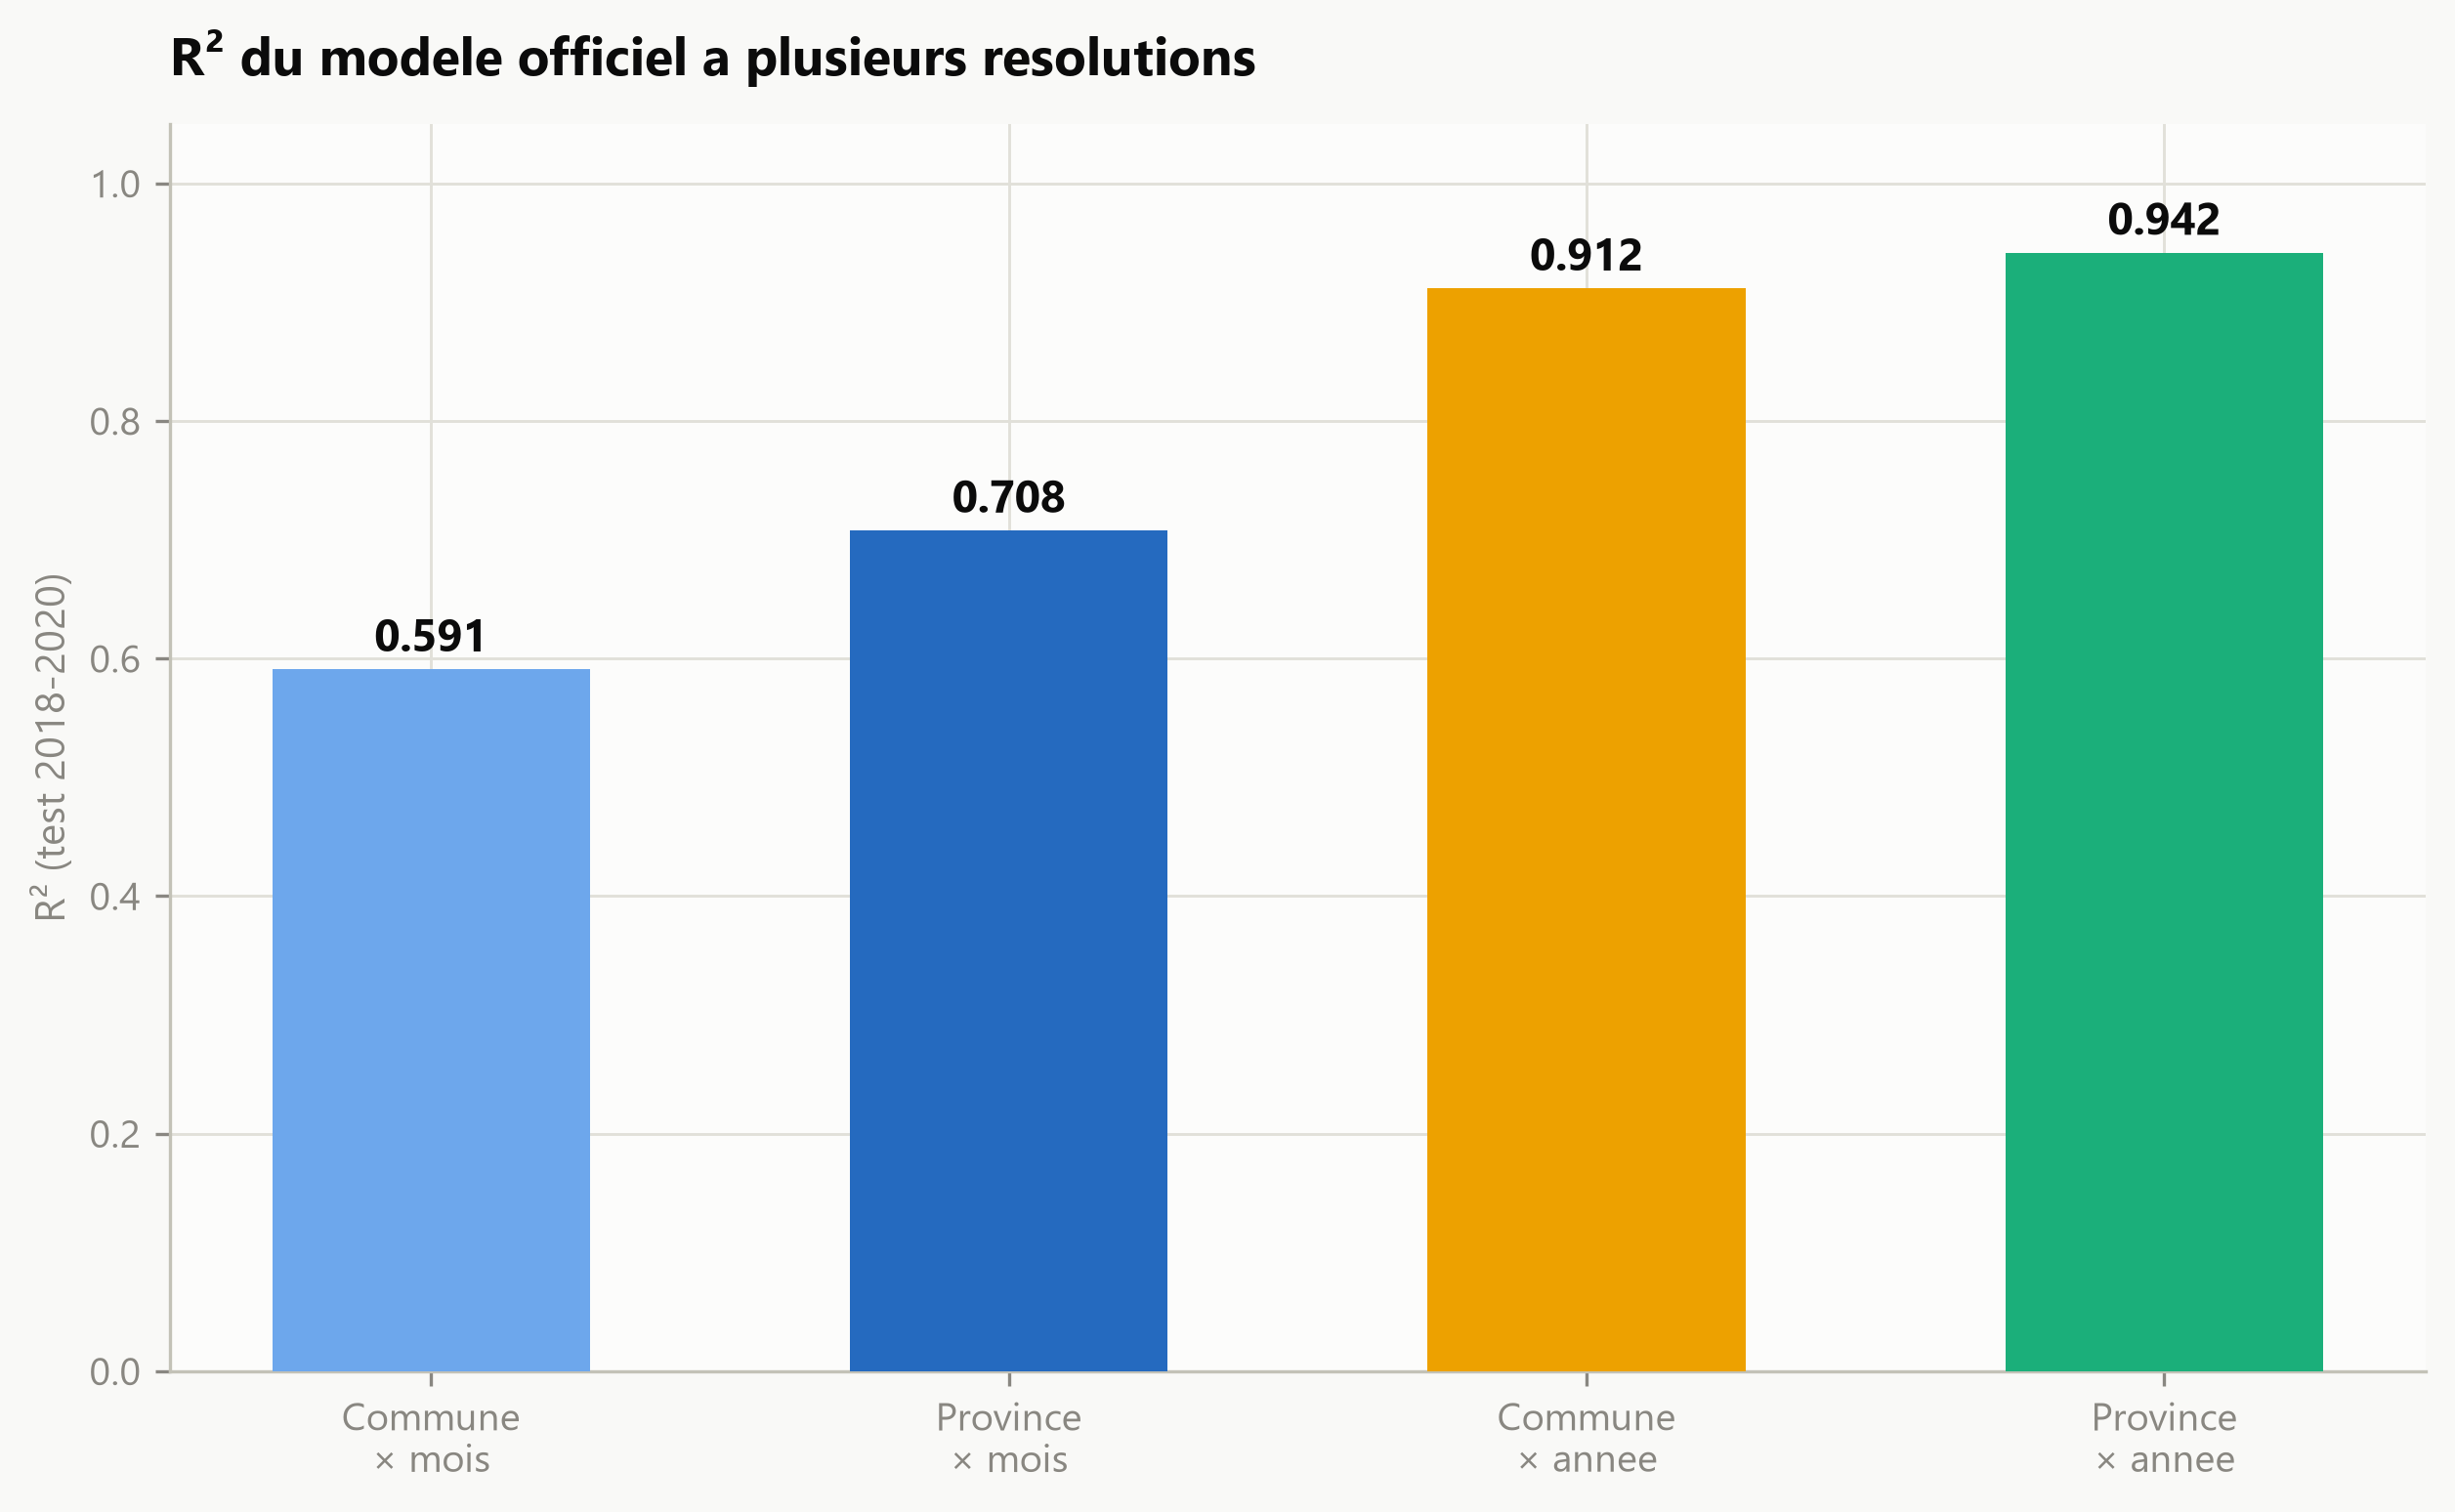 R² du modele officiel a plusieurs resolutions
R² (test 2018-2020)
1.0
0.8
0.6
0.4
0.2
0.0
0.591
0.708
0.912
0.942
Commune
× mois
Province
× mois
Commune
× annee
Province
× annee